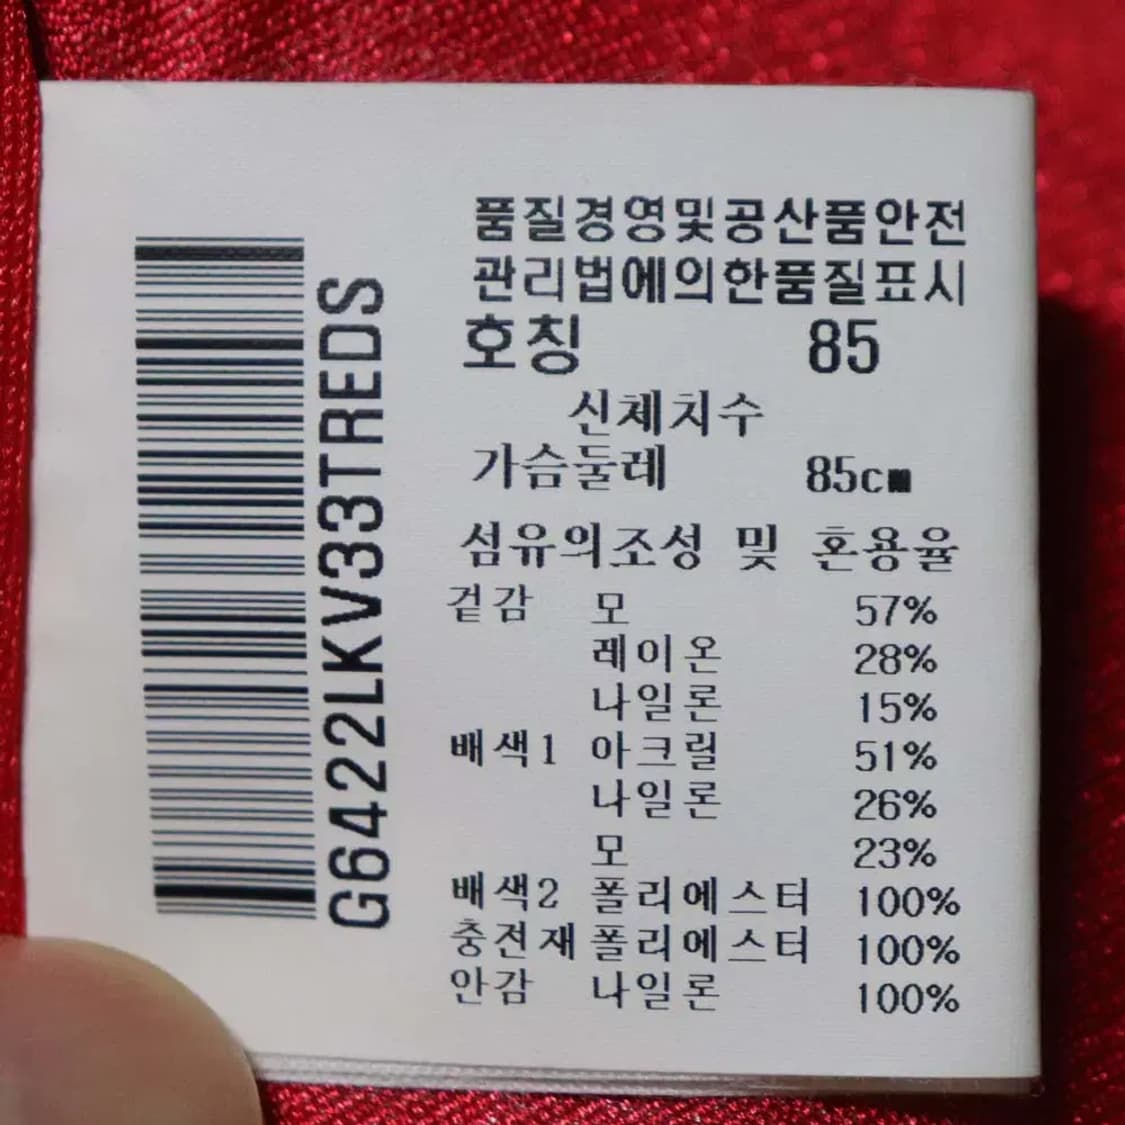 G6422LKV33TREDS
품질경영및공산품안전
관리법에의한품질표시
호칭 85
신체치수
가슴둘레 85cm
섬유의조성 및 혼용율
겉감 모 57%
레이온 28%
나일론 15%
배색1 아크릴 51%
나일론 26%
모 23%
배색2 폴리에스터 100%
충전재 폴리에스터 100%
안감 나일론 100%